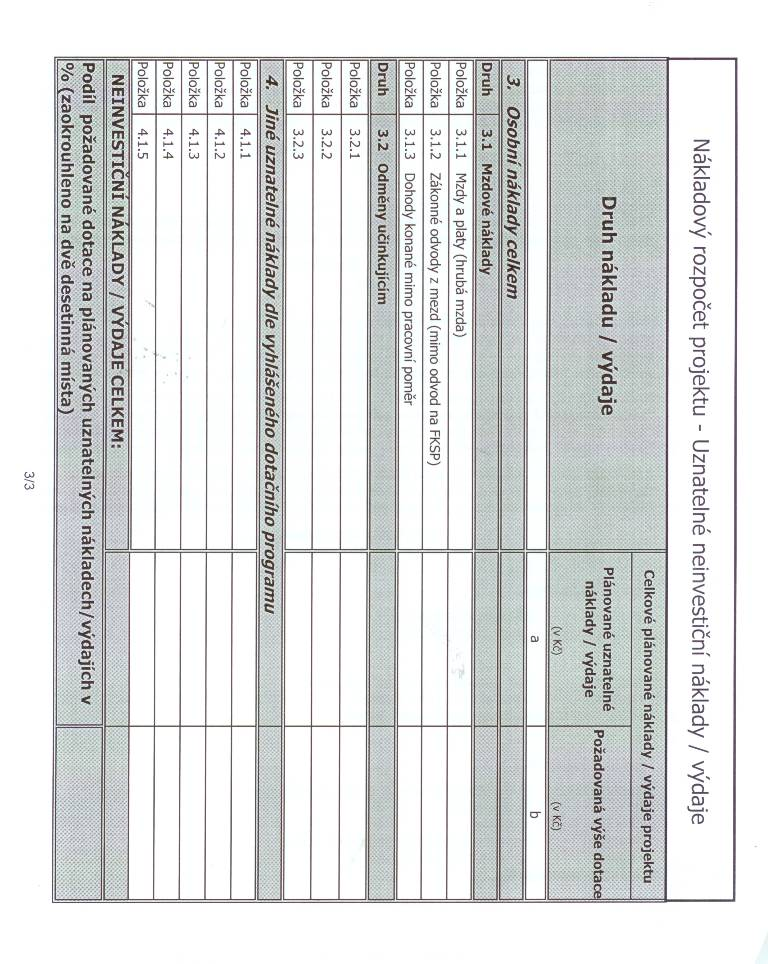 Nákladový rozpočet projektu - Uznatelné neinvestiční náklady / výdaje
Druh nákladu / výdaje
Celkové plánované náklady / výdaje projektu
Plánované uznatelné
náklady / výdaje
(v Kč)
Požadovaná výše dotace
(v Kč)
a
b
3. Osobní náklady celkem
Druh 3.1 Mzdové náklady
Položka 3.1.1 Mzdy a platy (hrubá mzda)
Položka 3.1.2 Zákonné odvody z mezd (mimo odvod na FKSP)
Položka 3.1.3 Dohody konané mimo pracovní poměr
Druh 3.2 Odměny učinkujícím
Položka 3.2.1
Položka 3.2.2
Položka 3.2.3
4. Jiné uznatelné náklady dle vyhlášeného dotačního programu
Položka 4.1.1
Položka 4.1.2
Položka 4.1.3
Položka 4.1.4
Položka 4.1.5
NEINVESTIČNÍ NÁKLADY / VÝDAJE CELKEM:
Podíl požadované dotace na plánovaných uznatelných nákladech/výdajích v
% (zaokrouhleno na dvě desetinná místa)
3/3